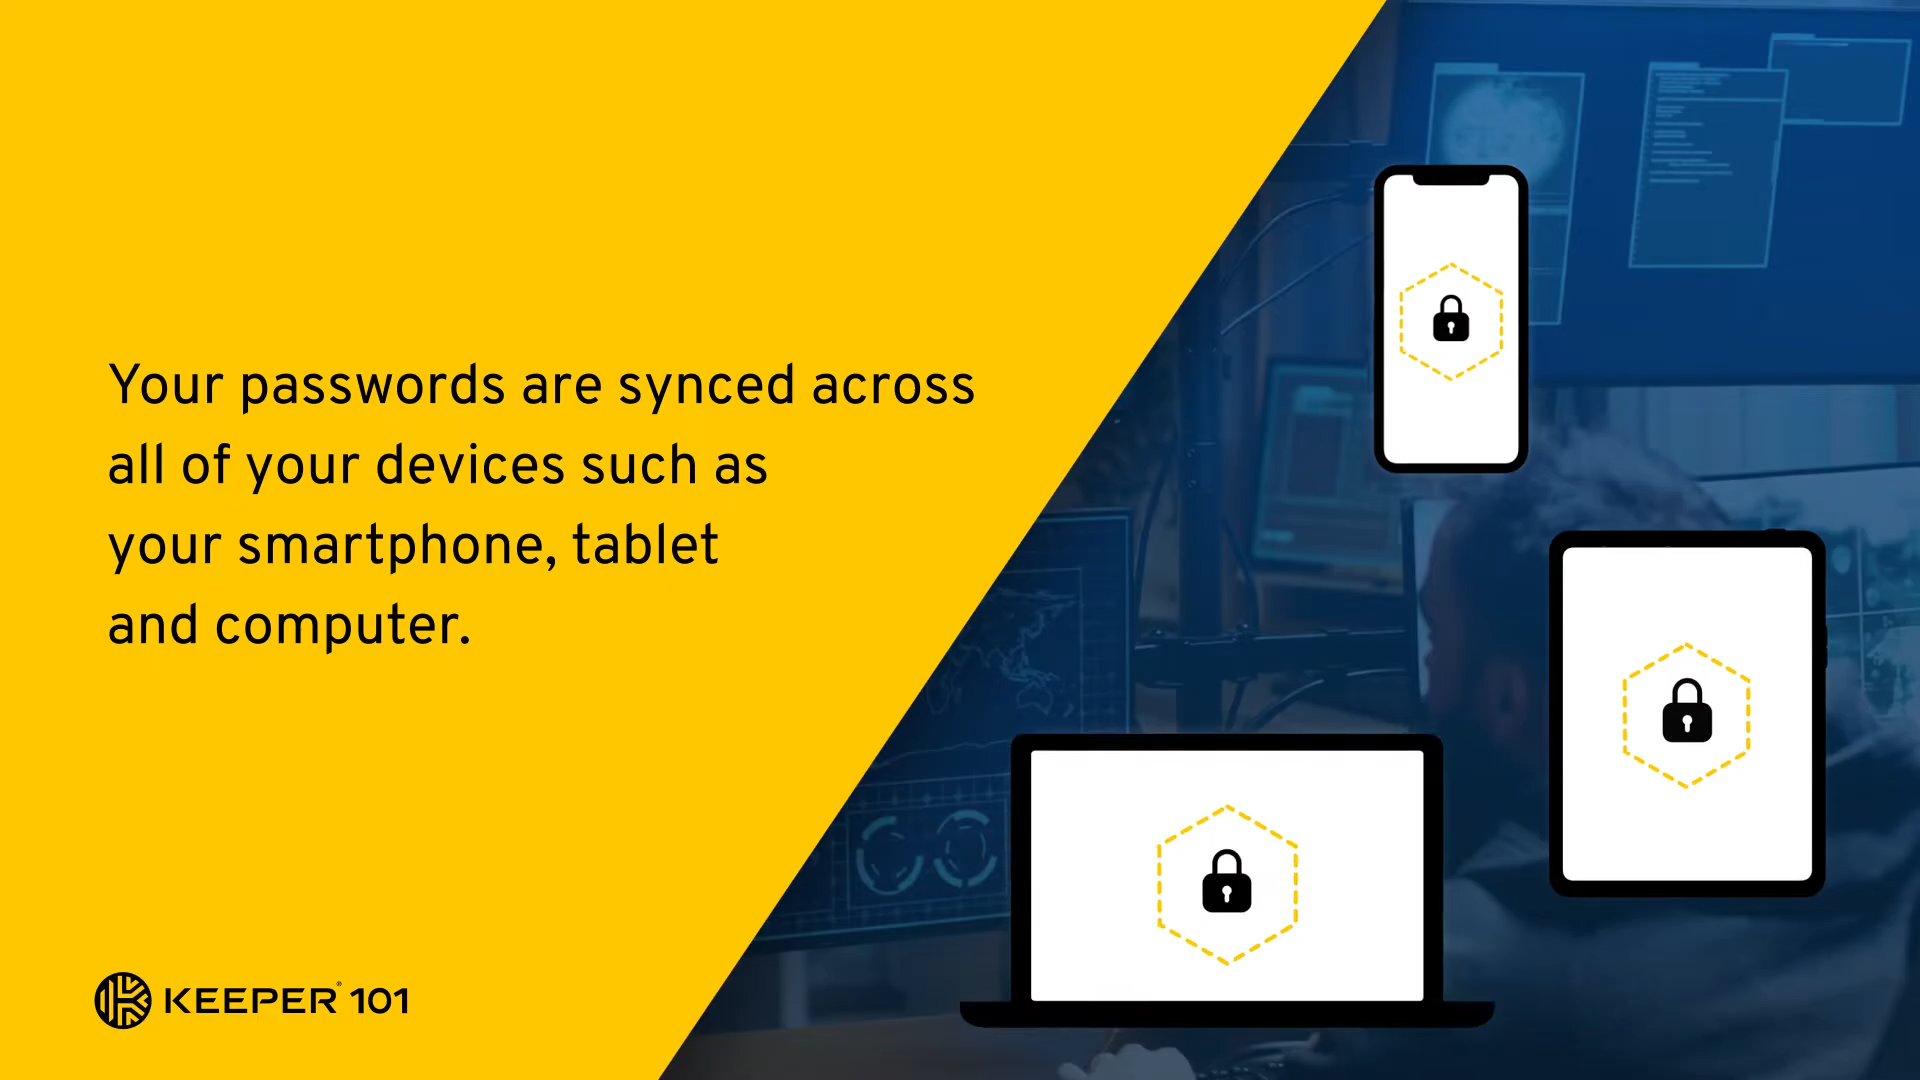 Your passwords are synced across
all of your devices such as
your smartphone, tablet
and computer.
KEEPER® 101